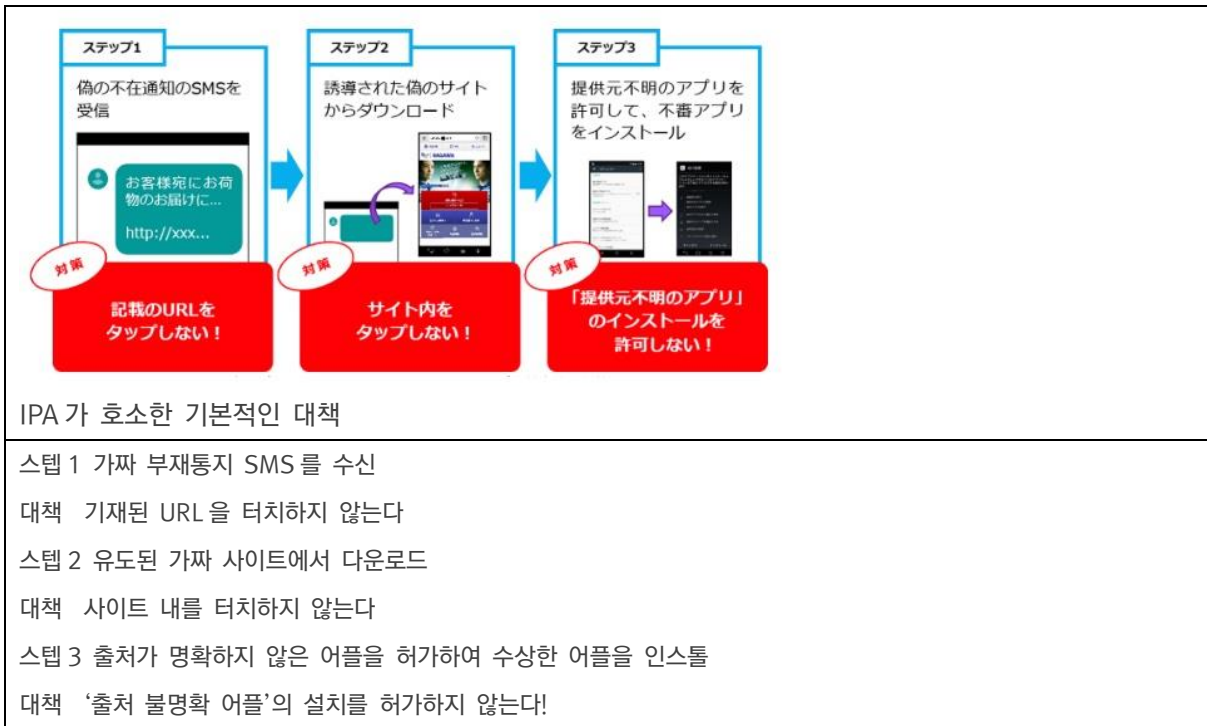 ステップ1
偽の不在通知のSMSを
受信
お客様宛にお荷
物のお届けに...
http://xxx...
対策
記載のURLを
タップしない！
ステップ2
誘導された偽のサイト
からダウンロード
対策
サイト内を
タップしない！
ステップ3
提供元不明のアプリを
許可して、不審アプリ
をインストール
対策
「提供元不明のアプリ」
のインストールを
許可しない！
IPA가 호소한 기본적인 대책
스텝 1 가짜 부재통지 SMS를 수신
대책 기재된 URL을 터치하지 않는다
스텝 2 유도된 가짜 사이트에서 다운로드
대책 사이트 내를 터치하지 않는다
스텝 3 출처가 명확하지 않은 어플을 허가하여 수상한 어플을 인스톨
대책 ‘출처 불명확 어플’의 설치를 허가하지 않는다!